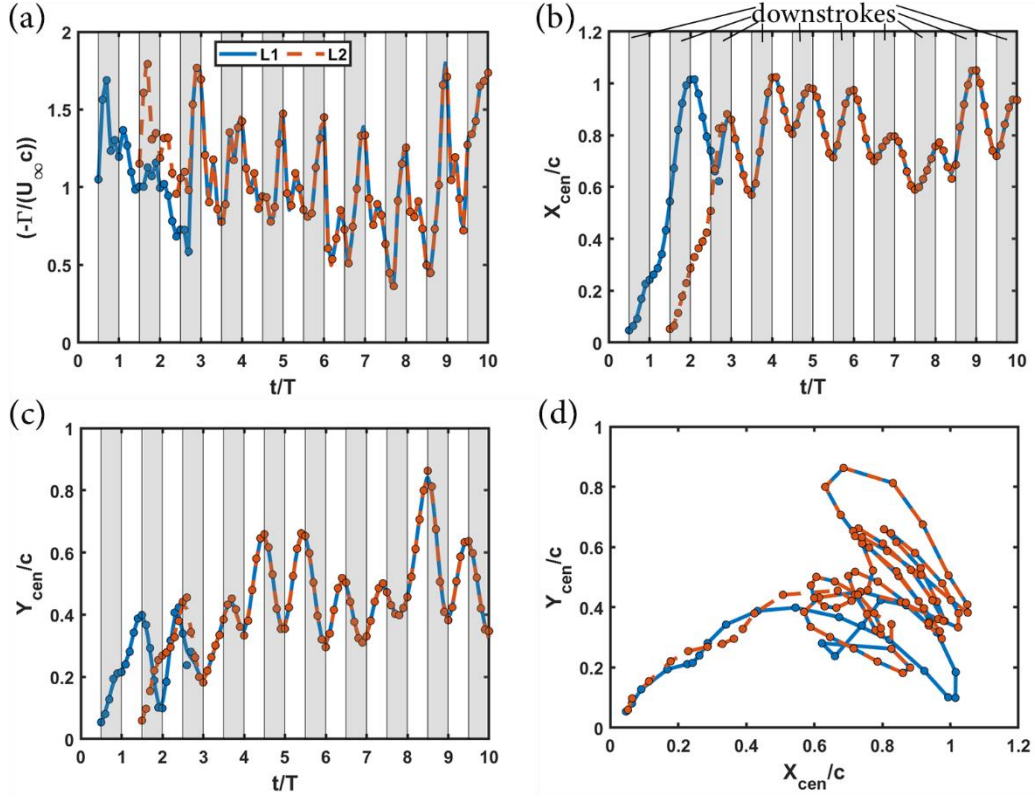 (a)
2
1.5
1
0.5
0
(-Γ/(U∞ c)
L1 L2
0 1 2 3 4 5 6 7 8 9 10
t/T
(b)
downstrokes
1.2
1
0.8
0.6
0.4
0.2
0
Xcen/c
0 1 2 3 4 5 6 7 8 9 10
t/T
(c)
1
0.8
0.6
0.4
0.2
0
Ycen/c
0 1 2 3 4 5 6 7 8 9 10
t/T
(d)
1
0.8
0.6
0.4
0.2
0
Ycen/c
0 0.2 0.4 0.6 0.8 1 1.2
Xcen/c